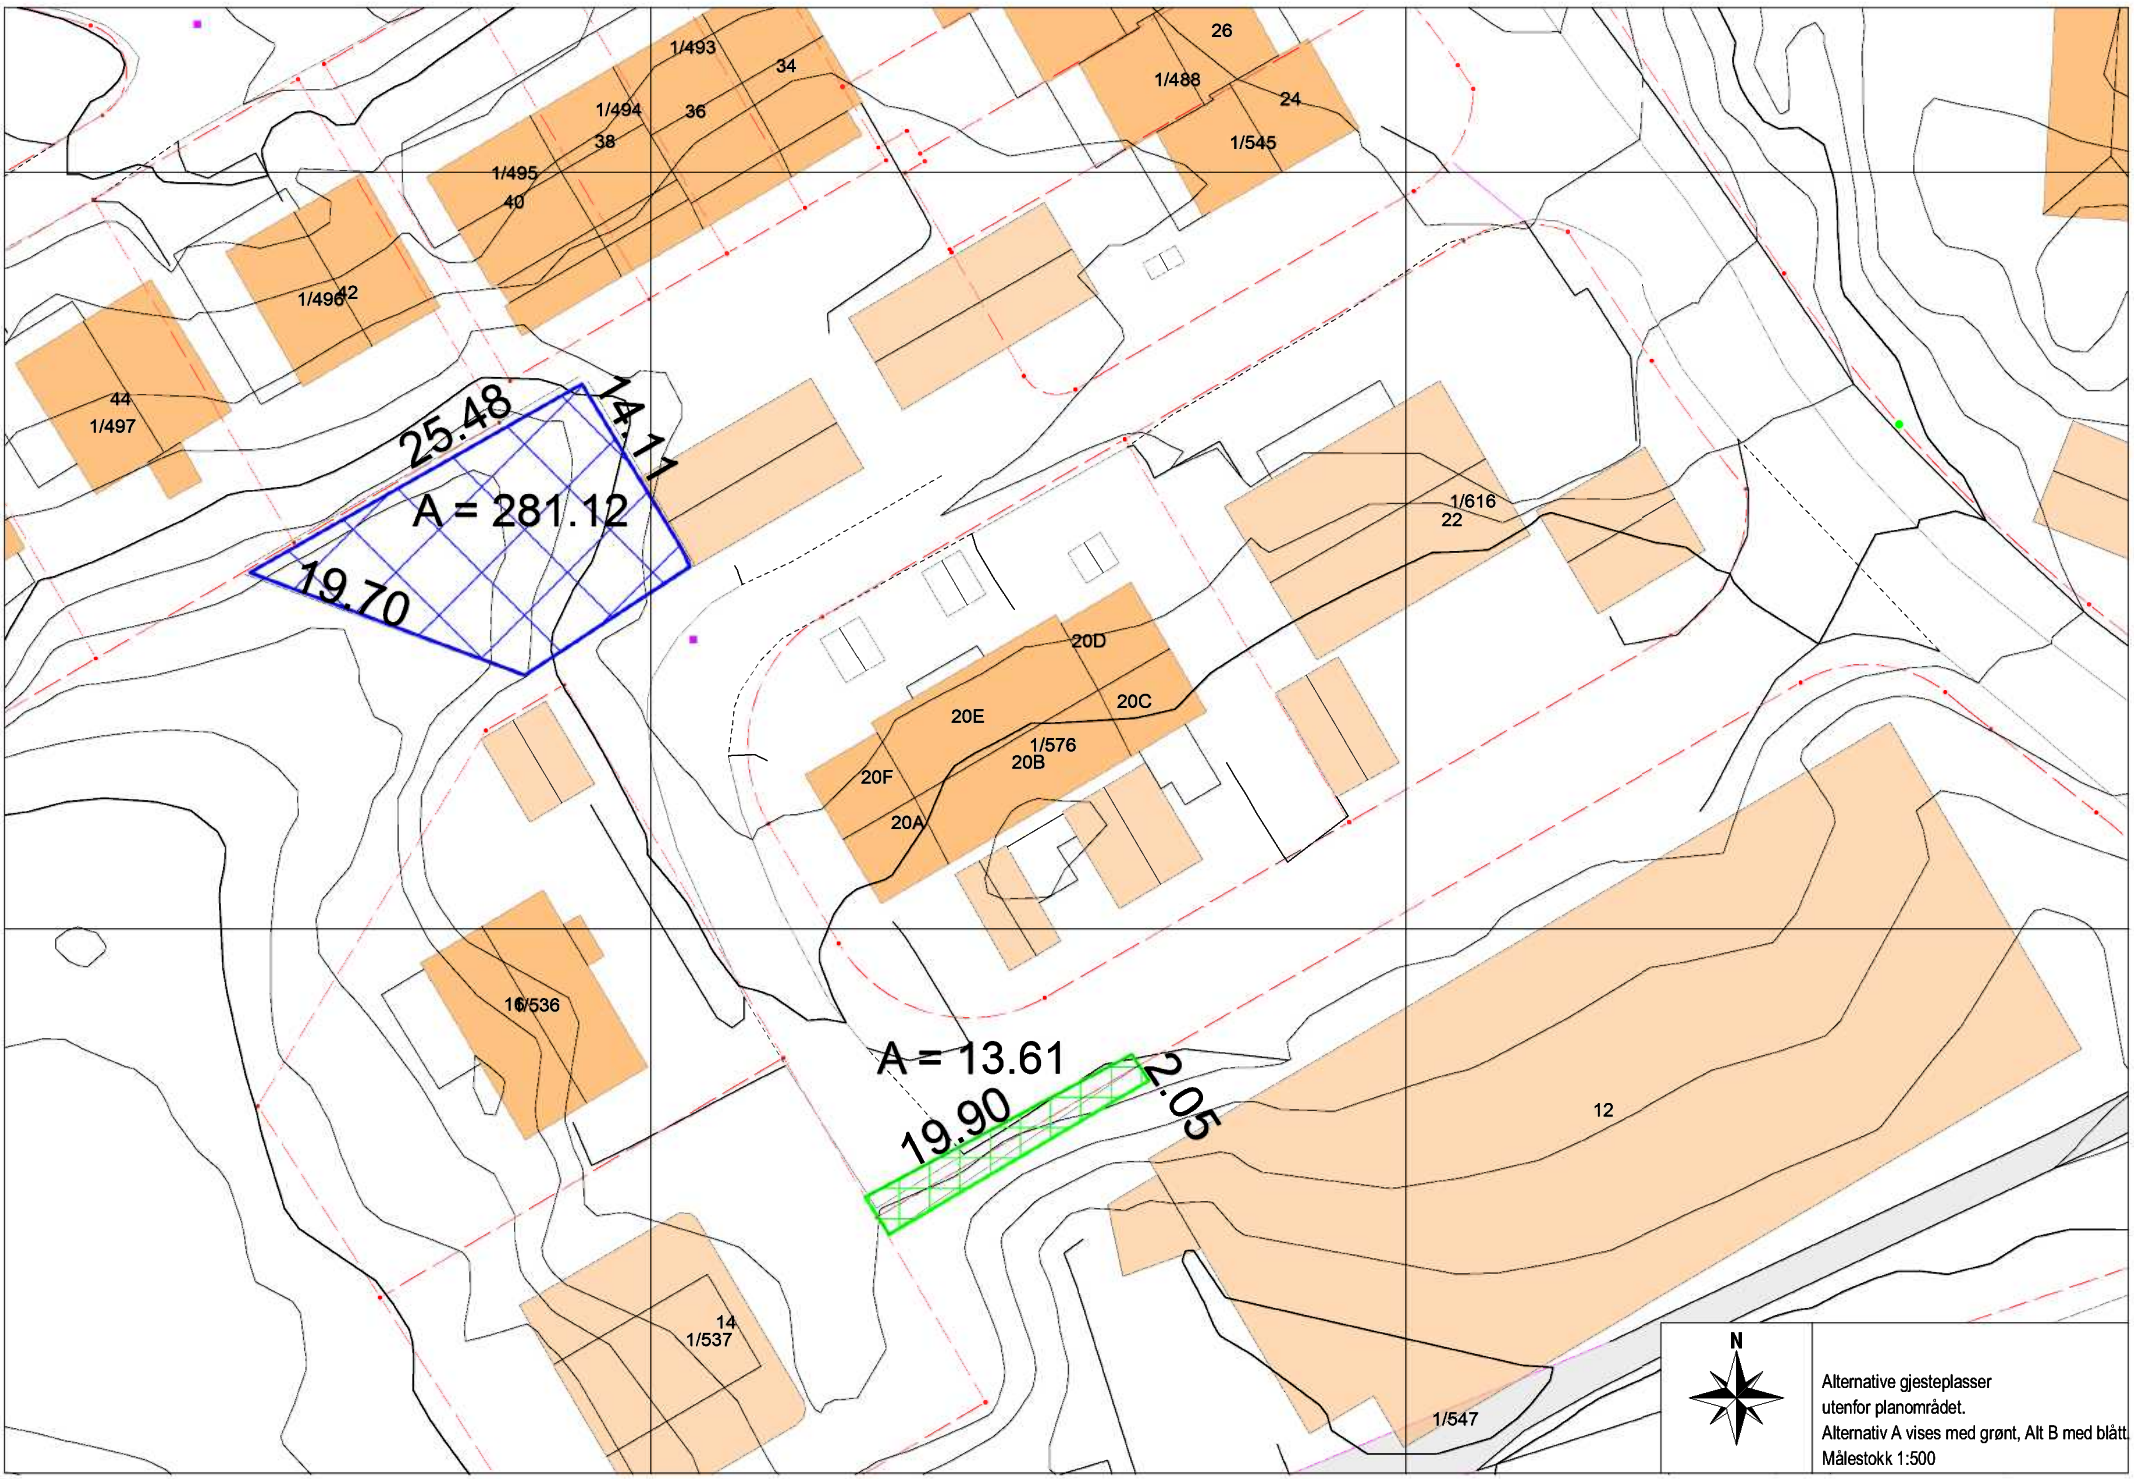 26
1/493
34
1/488
1/494
36
24
38
1/545
1/495
40
1/496
42
44
1/497
25.48
14.11
A = 281.12
1/616
22
19.70
20D
20C
20E
1/576
20B
20F
20A
16
1/536
A = 13.61
19.90
2.05
12
14
1/537
1/547
N
Alternative gjesteplasser
utenfor planområdet.
Alternativ A vises med grønt, Alt B med blått.
Målestokk 1:500